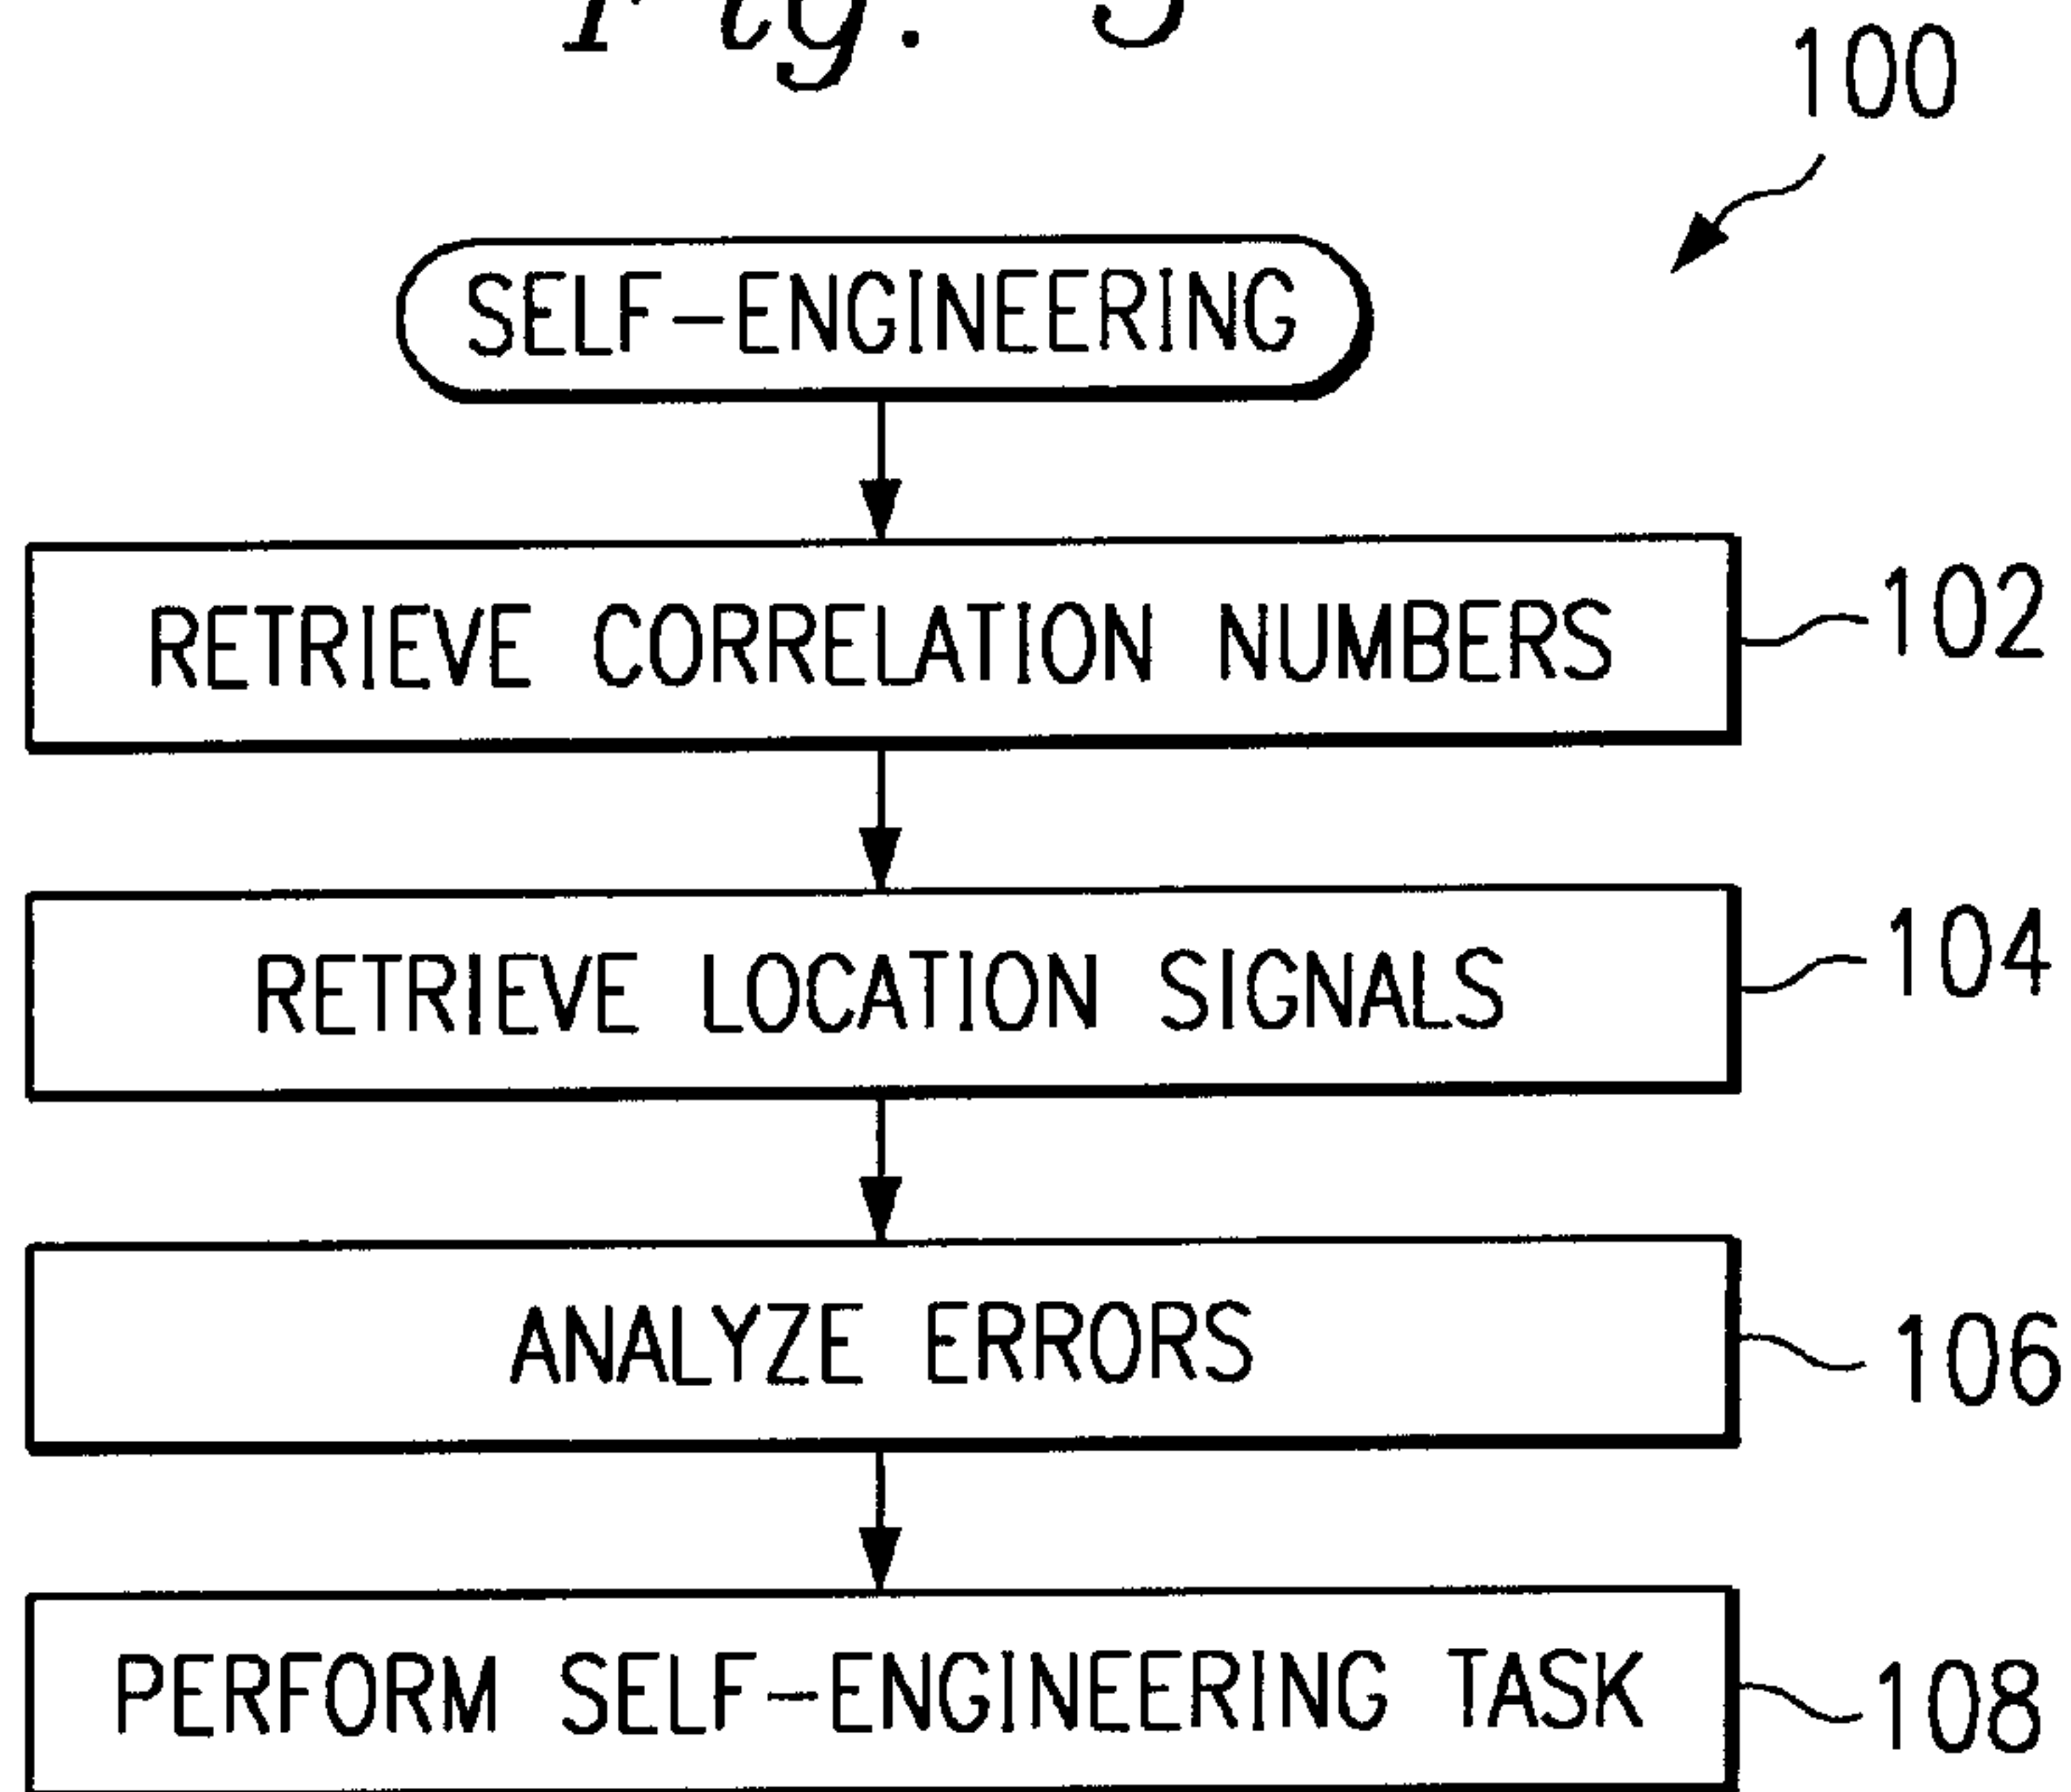 Fig.
100
SELF-ENGINEERING
RETRIEVE CORRELATION NUMBERS
102
RETRIEVE LOCATION SIGNALS
104
ANALYZE ERRORS
106
PERFORM SELF-ENGINEERING TASK
108